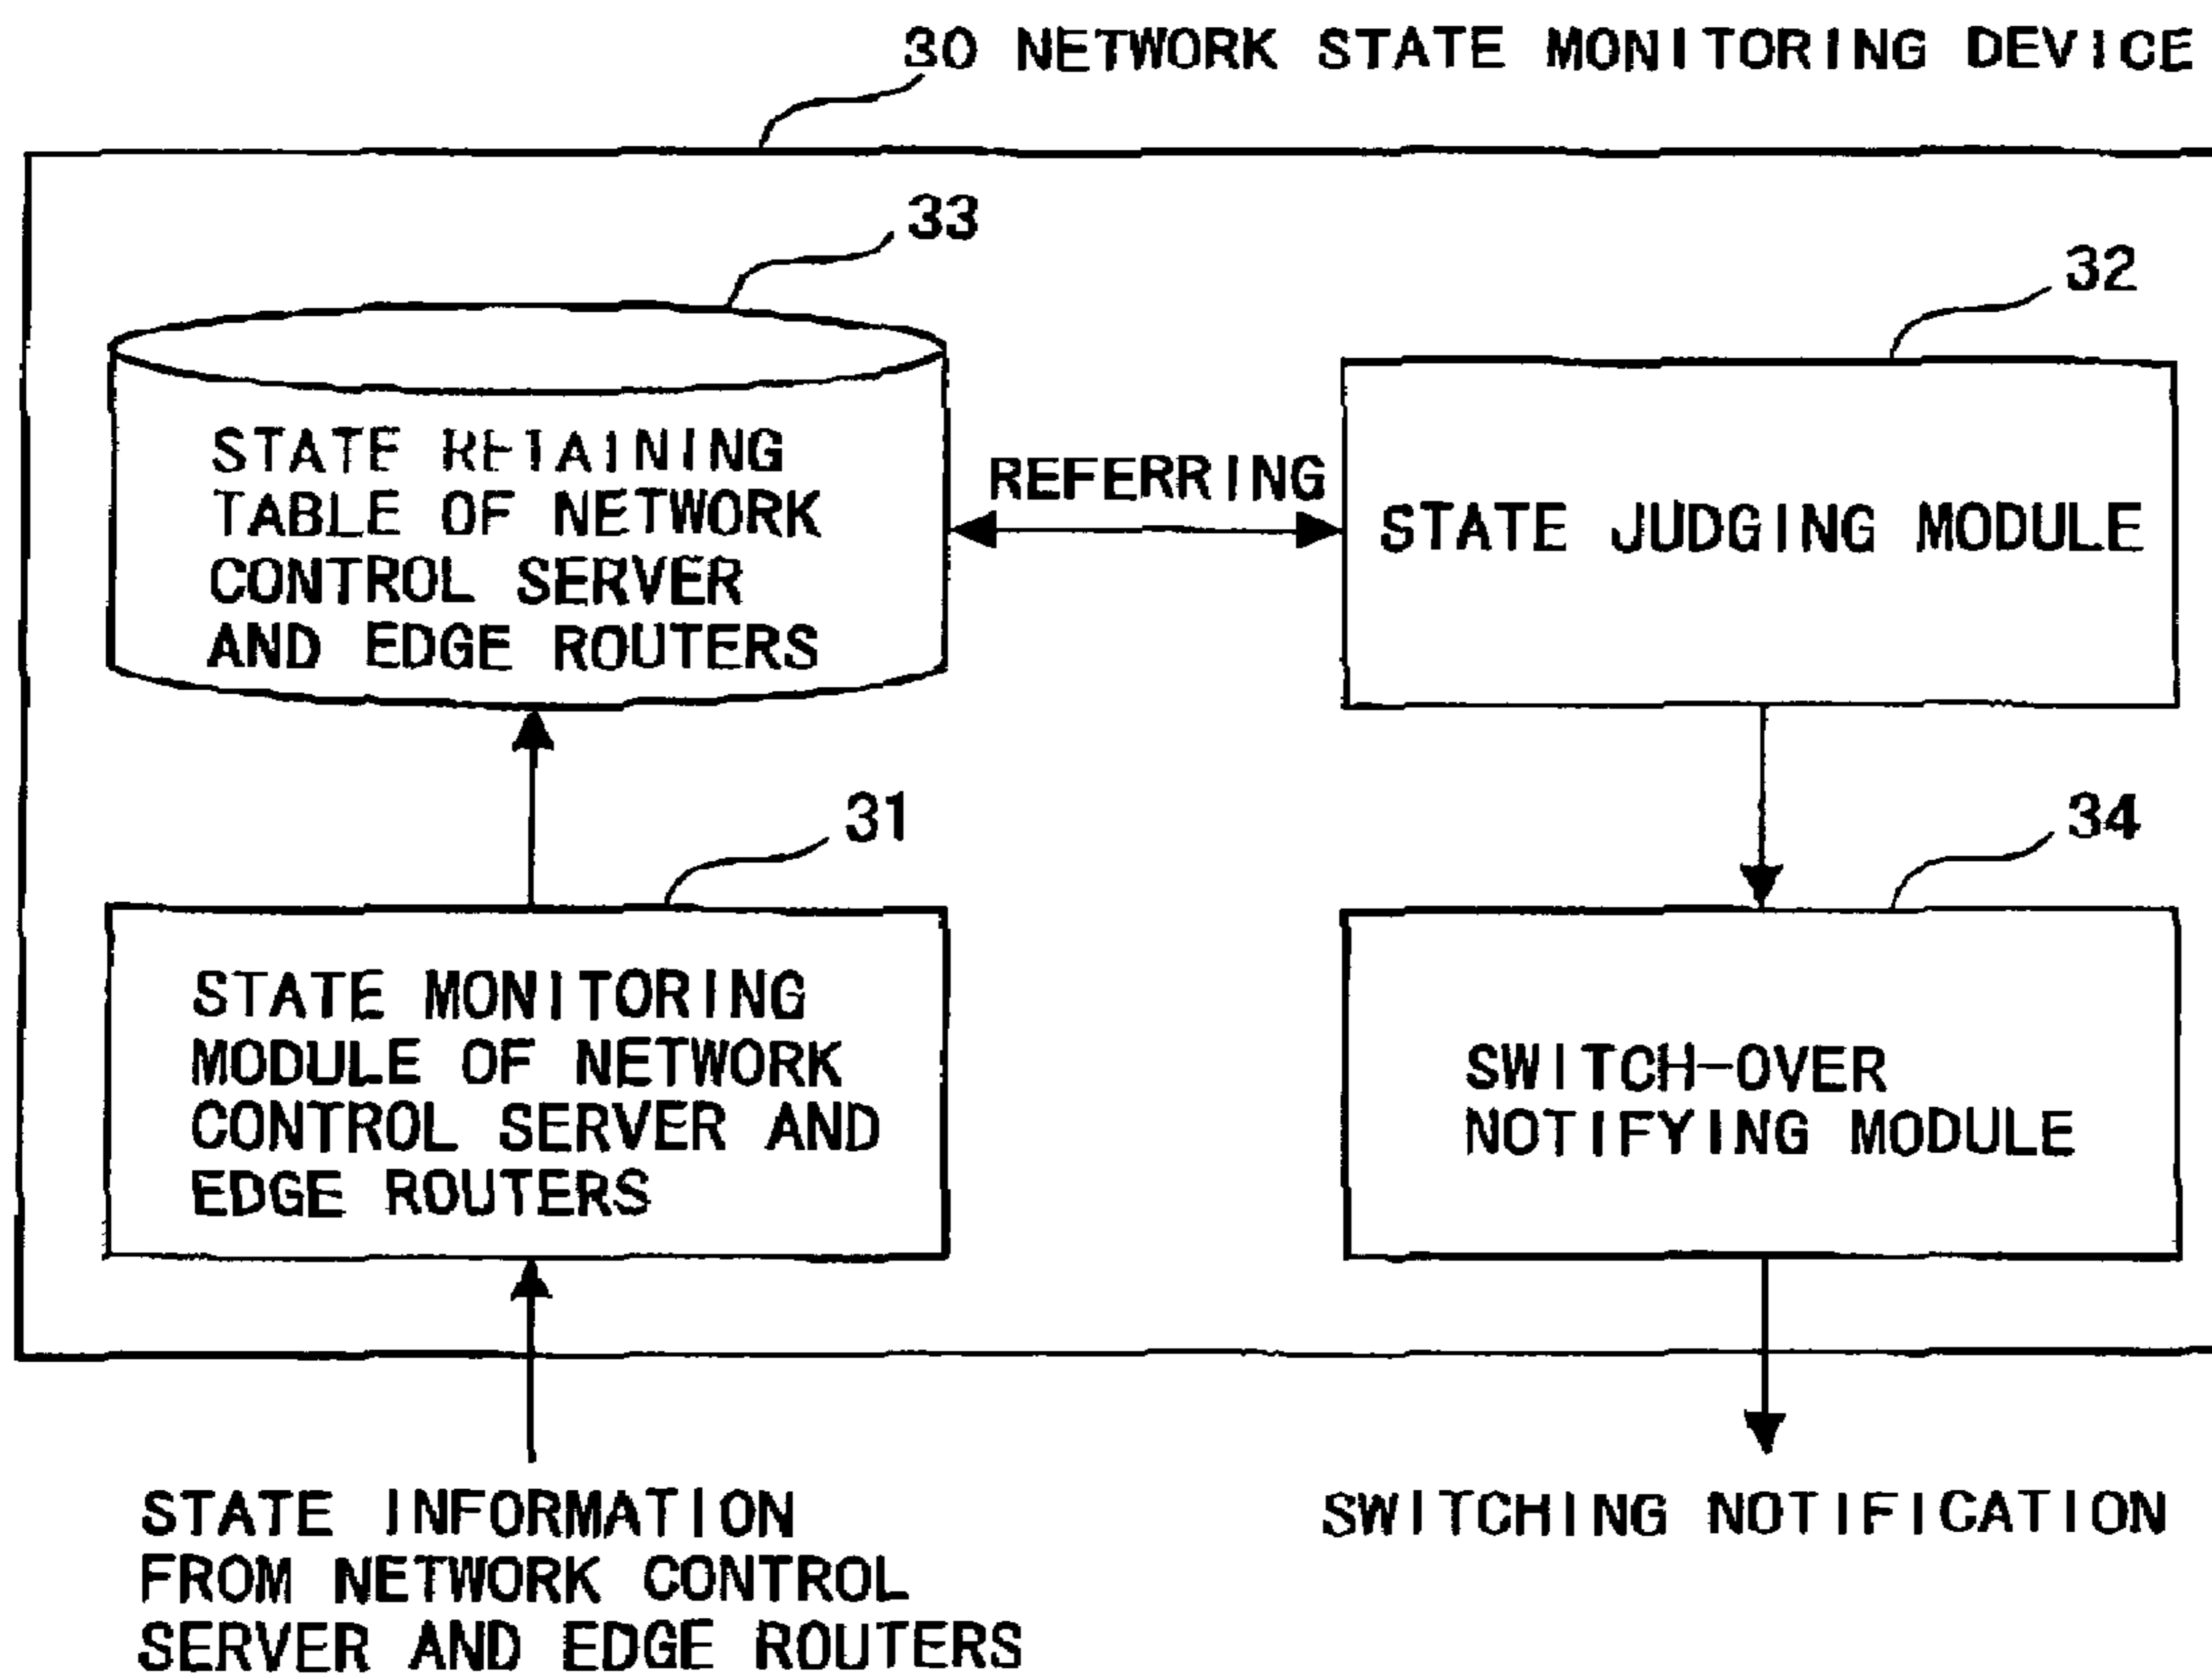 30 NETWORK STATE MONITORING DEVICE
33
32
STATE RETAINING
TABLE OF NETWORK
CONTROL SERVER
AND EDGE ROUTERS
REFERRING
STATE JUDGING MODULE
31
34
STATE MONITORING
MODULE OF NETWORK
CONTROL SERVER AND
EDGE ROUTERS
SWITCH-OVER
NOTIFYING MODULE
STATE INFORMATION
FROM NETWORK CONTROL
SERVER AND EDGE ROUTERS
SWITCHING NOTIFICATION